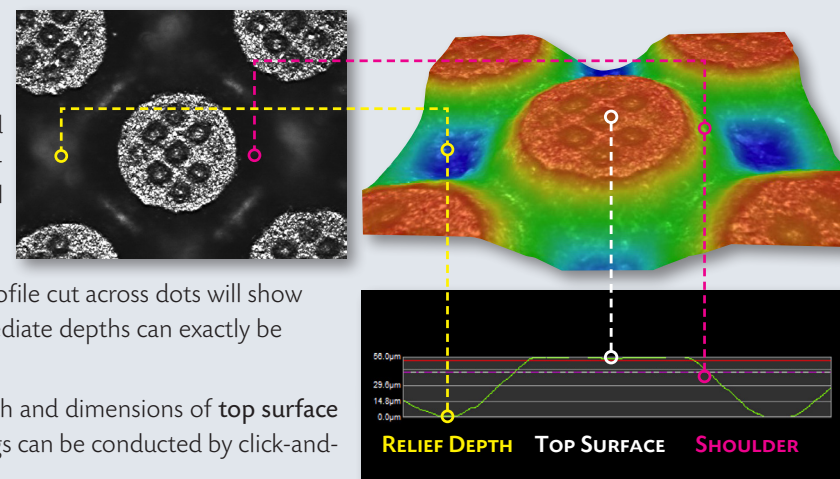 l
-
l
ofile cut across dots will show
ediate depths can exactly be
h and dimensions of top surface
gs can be conducted by click-and-
56.0µm
29.6µm
14.8µm
0.0µm
RELIEF DEPTH TOP SURFACE SHOULDER